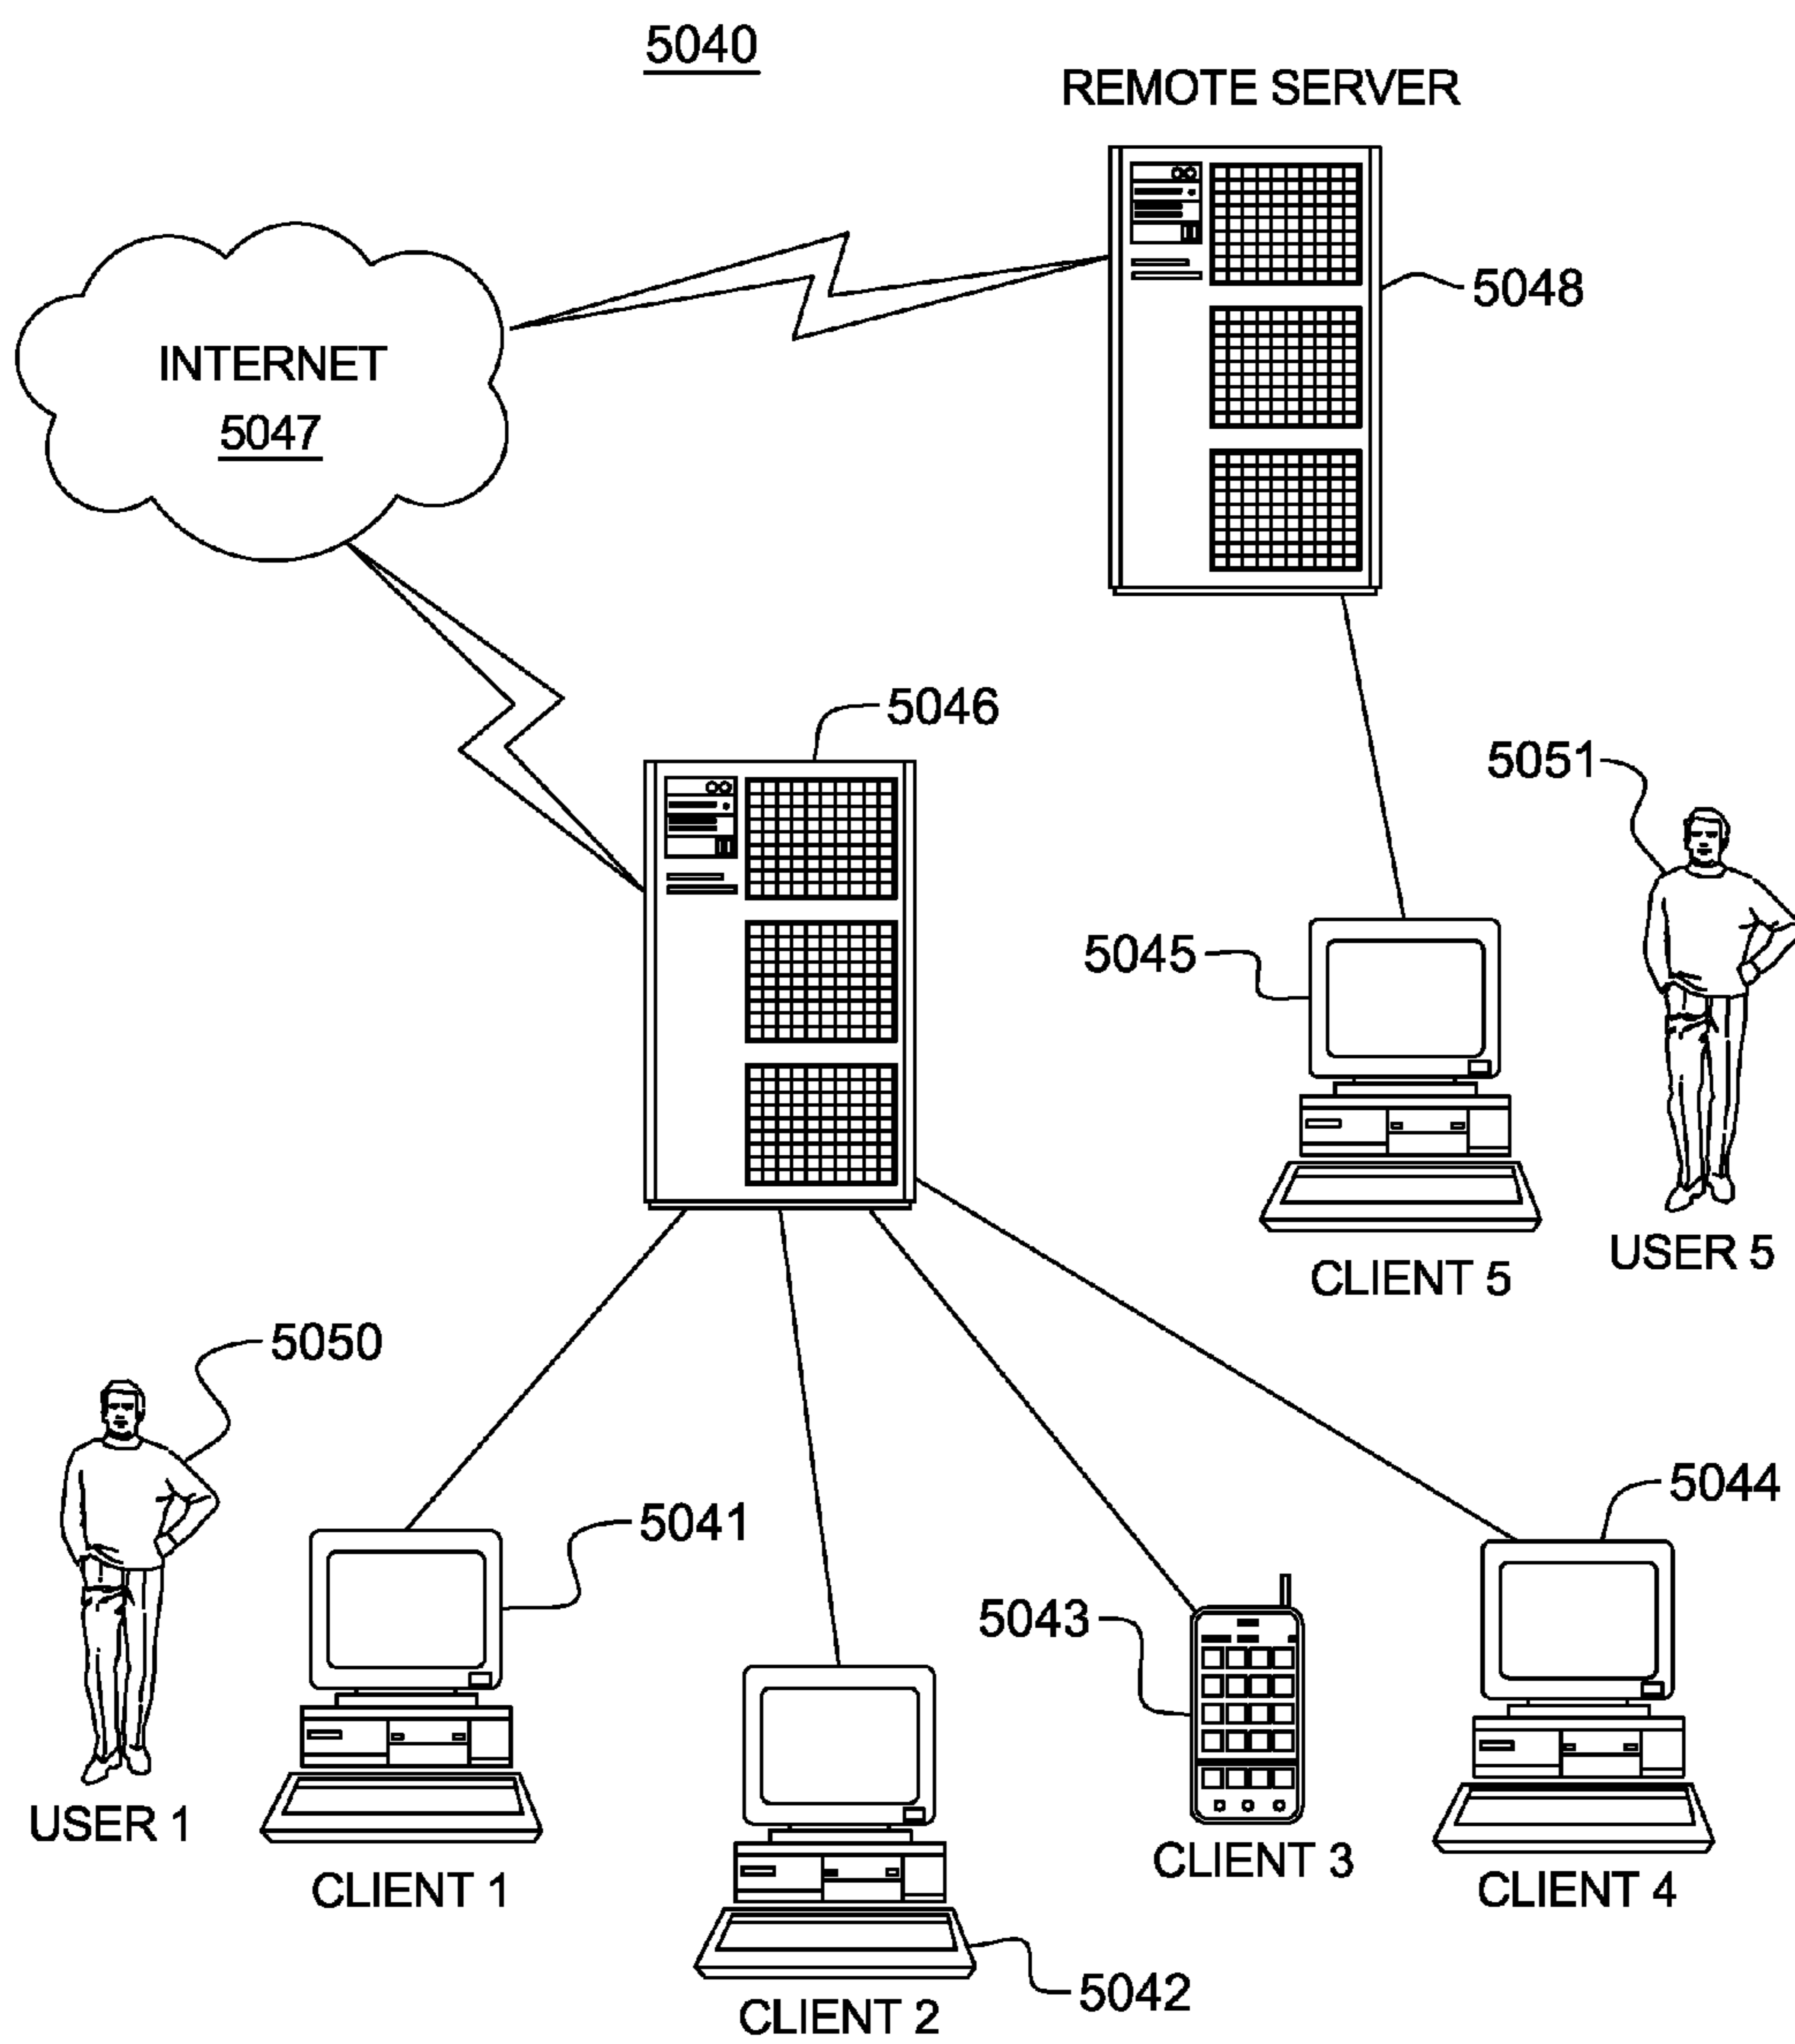 5040
REMOTE SERVER
5048
INTERNET
5047
5046
5051
5045
USER 5
CLIENT 5
5050
5044
5041
5043
USER 1
CLIENT 3
CLIENT 1
CLIENT 4
5042
CLIENT 2